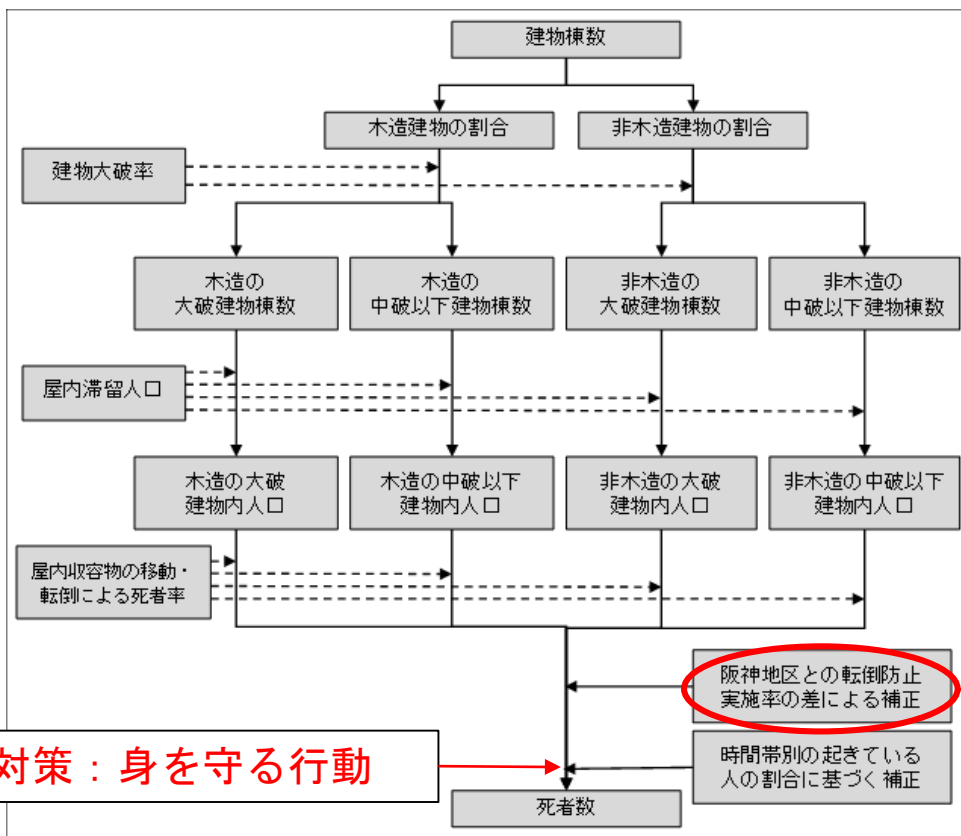 建物棟数
木造建物の割合
非木造建物の割合
建物大破率
木造の
大破建物棟数
木造の
中破以下建物棟数
非木造の
大破建物棟数
非木造の
中破以下建物棟数
屋内滞留人口
木造の大破
建物内人口
木造の中破以下
建物内人口
非木造の大破
建物内人口
非木造の中破以下
建物内人口
屋内収容物の移動・
転倒による死者率
阪神地区との転倒防止
実施率の差による補正
対策：身を守る行動
時間帯別の起きている
人の割合に基づく補正
死者数